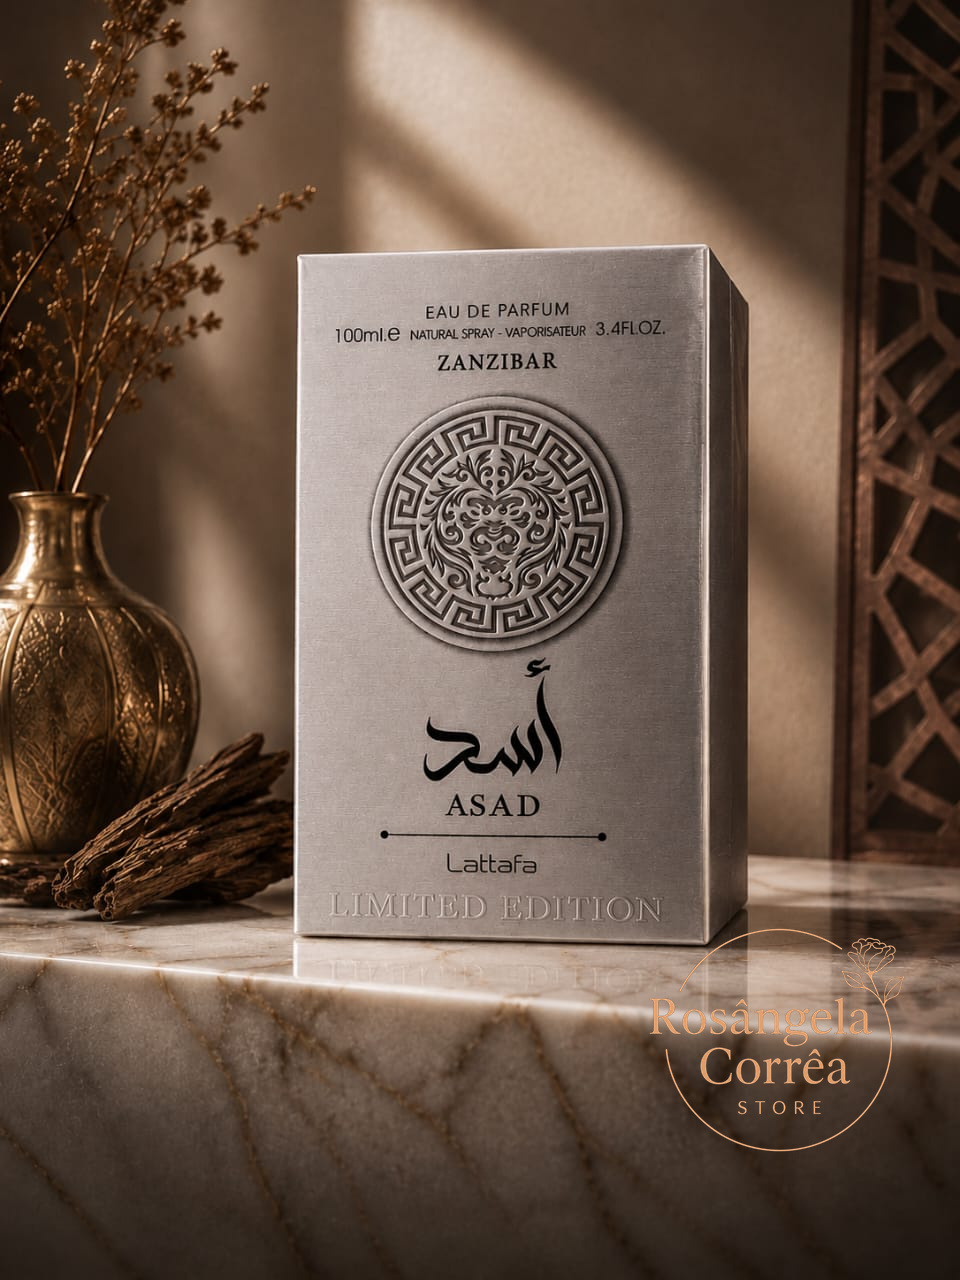 EAU DE PARFUM
100ml.e NATURAL SPRAY - VAPORISATEUR 3.4FL.OZ.
ZANZIBAR
أسد
ASAD
Lattafa
LIMITED EDITION
Rosângela
Corrêa
STORE